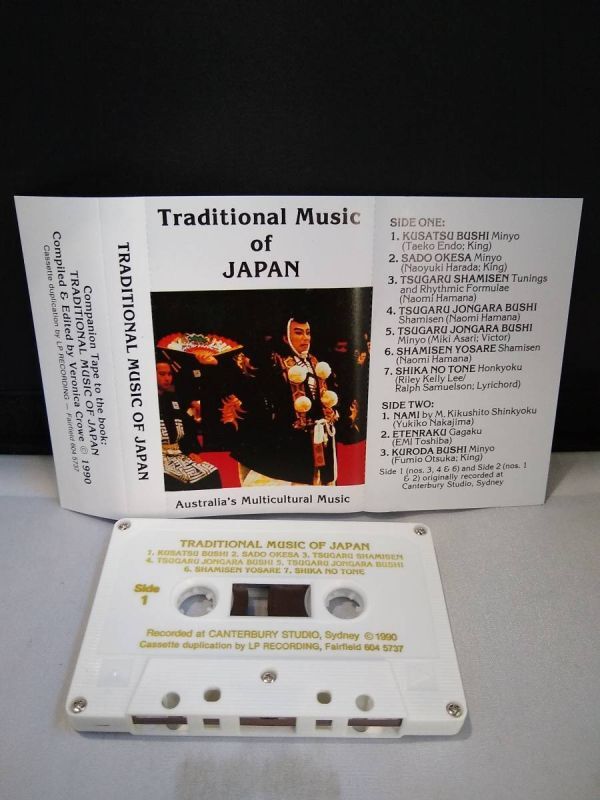 Cassette duplication by LP RECORDING — Fairfield 604 5737
Compiled & Edited by Veronica Crowe © 1990
TRADITIONAL MUSIC OF JAPAN
Companion Tape to the book:
TRADITIONAL MUSIC OF JAPAN
Traditional Music
of
JAPAN
Australia's Multicultural Music
SIDE ONE:
1. KUSATSU BUSHI Minyo
(Taeko Endo; King)
2. SADO OKESA Minyo
(Naoyuki Harada; King)
3. TSUGARU SHAMISEN Tunings
and Rhythmic Formulae
(Naomi Hamana)
4. TSUGARU JONGARA BUSHI
Shamisen (Naomi Hamana)
5. TSUGARU JONGARA BUSHI
Minyo (Miki Asari; Victor)
6. SHAMISEN YOSARE Shamisen
(Naomi Hamana)
7. SHIKA NO TONE Honkyoku
(Riley Kelly Lee/
Ralph Samuelson; Lyrichord)
SIDE TWO:
1. NAMI by M. Kikushito Shinkyoku
(Yukiko Nakajima)
2. ETENRAKU Gagaku
(EMI Toshiba)
3. KURODA BUSHI Minyo
(Fumio Otsuka; King)
Side 1 (nos. 3, 4 & 6) and Side 2 (nos. 1
& 2) originally recorded at
Canterbury Studio, Sydney
TRADITIONAL MUSIC OF JAPAN
1. KUSATSU BUSHI 2. SADO OKESA 3. TSUGARU SHAMISEN
4. TSUGARU JONGARA BUSHI 5. TSUGARU JONGARA BUSHI
6. SHAMISEN YOSARE 7. SHIKA NO TONE
Side
1
Recorded at CANTERBURY STUDIO, Sydney © 1990
Cassette duplication by LP RECORDING, Fairfield 604 5737